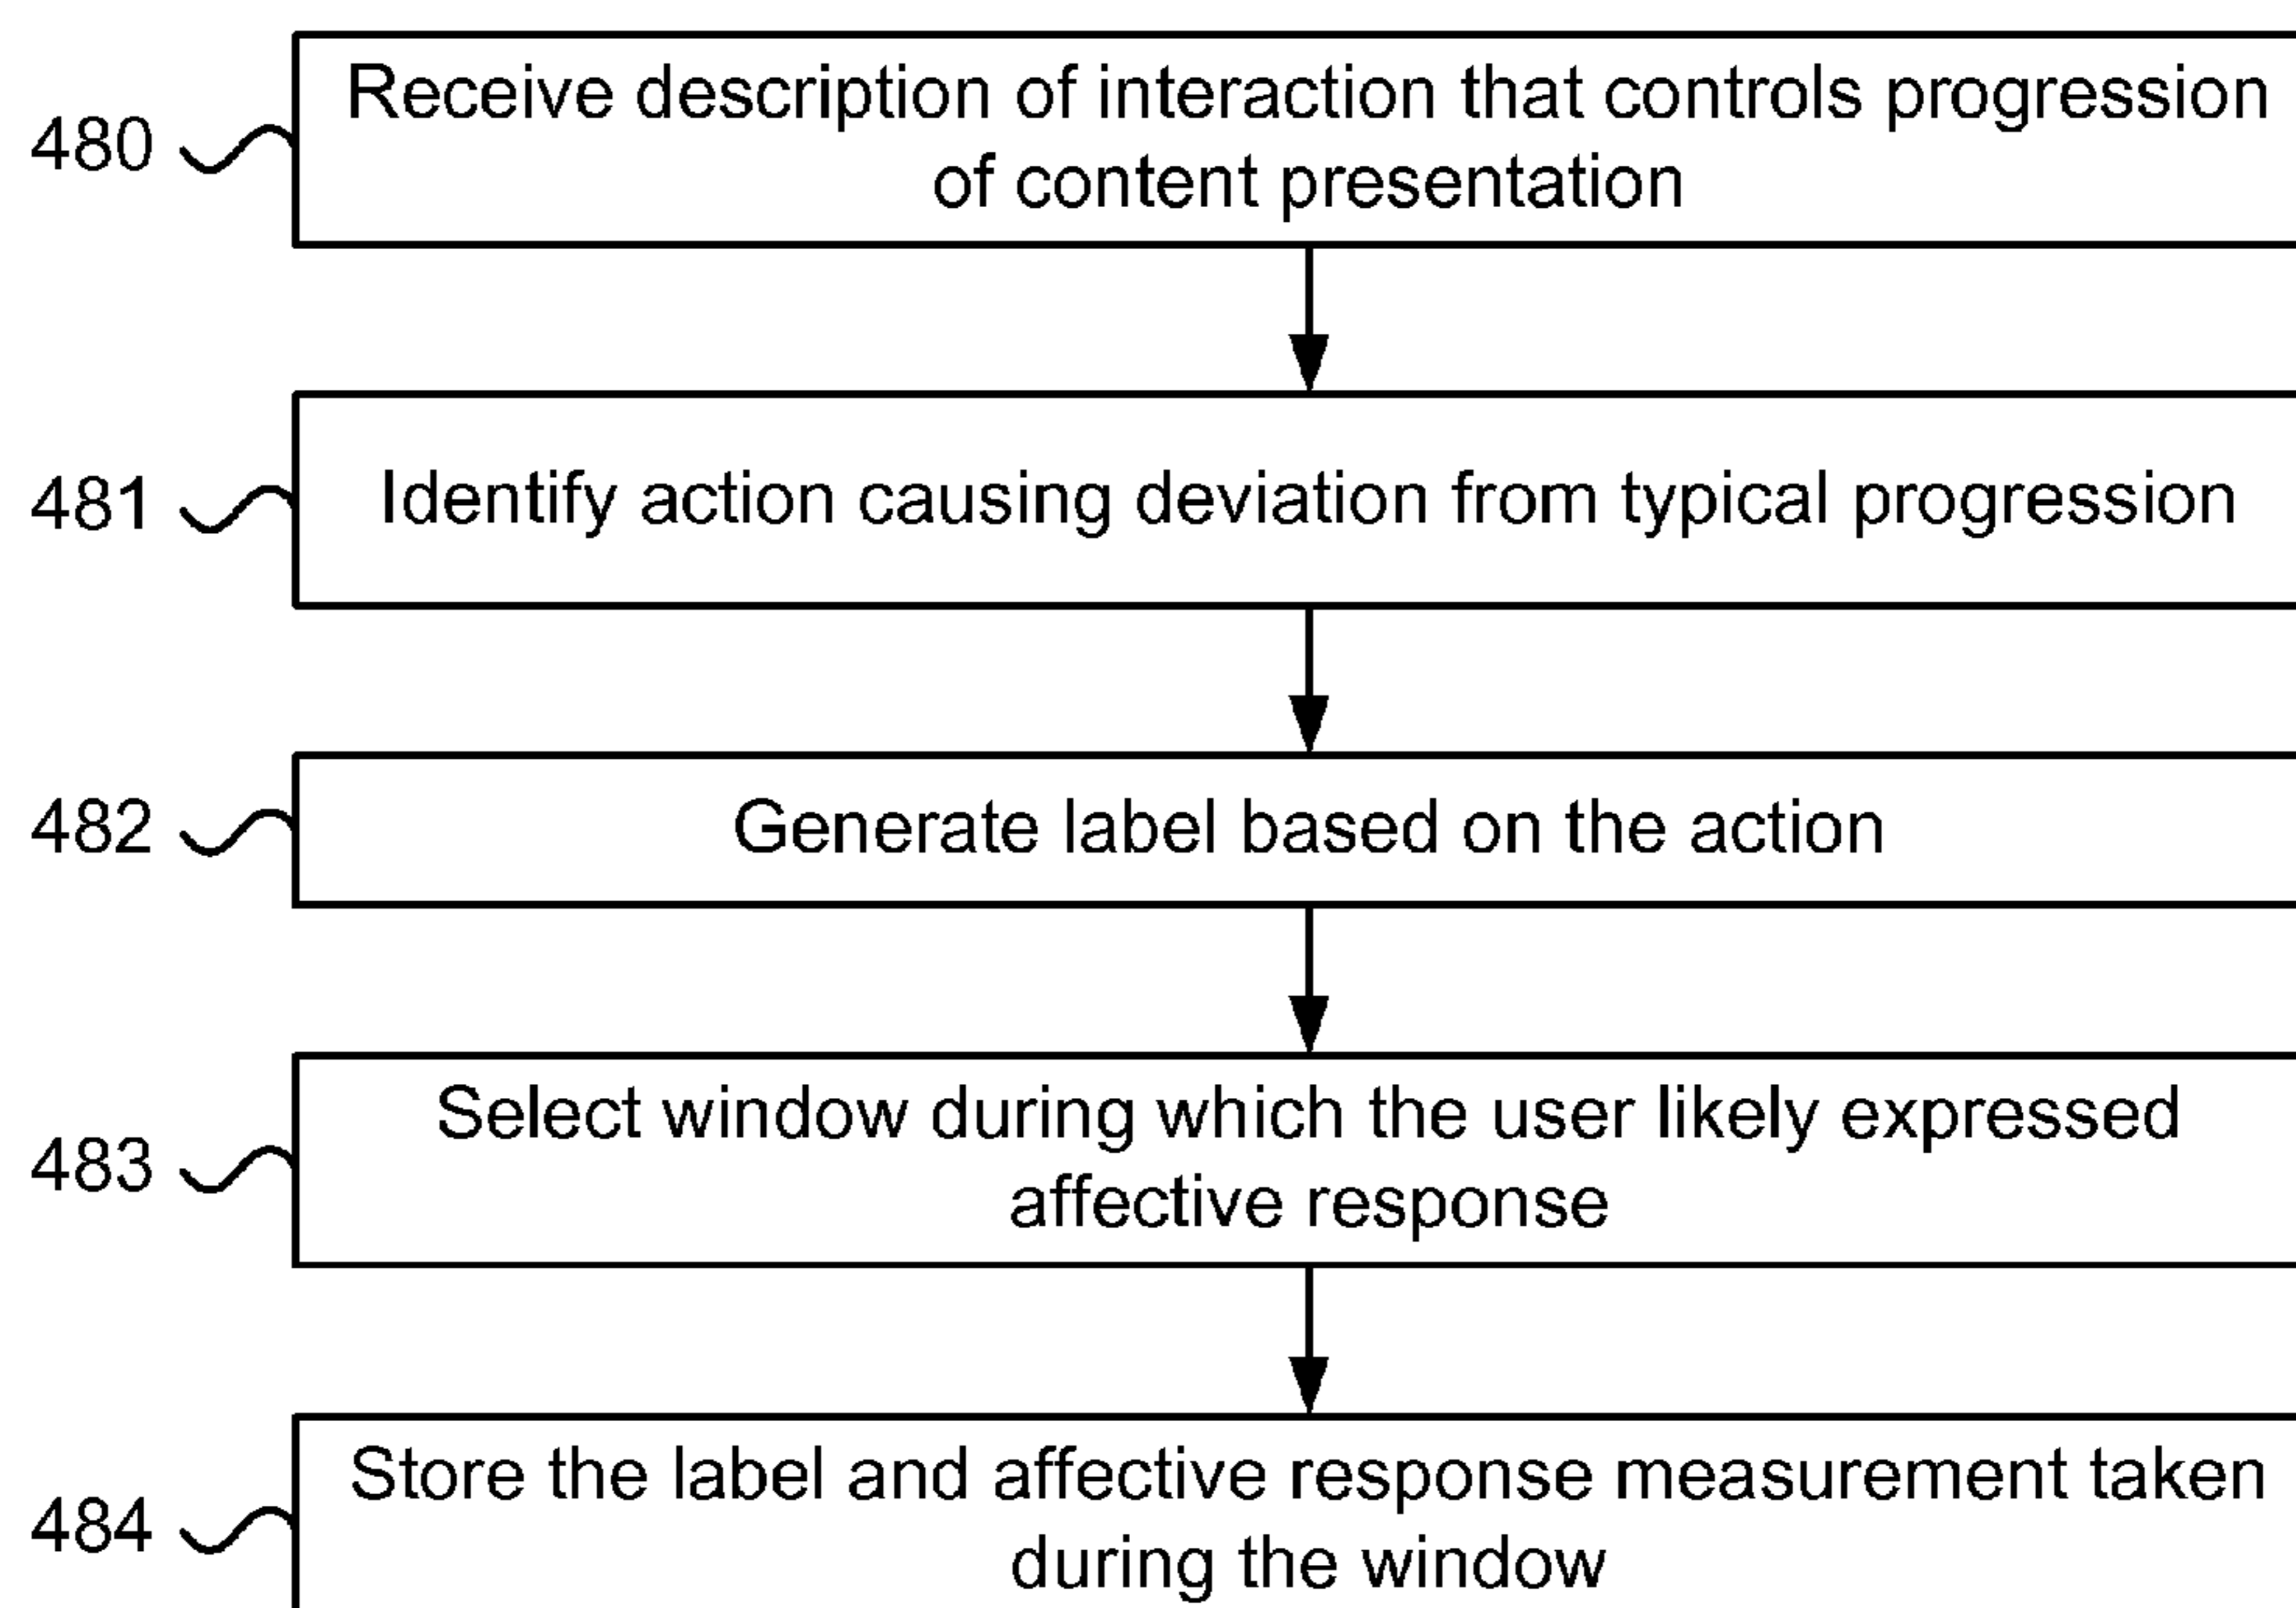 480
Receive description of interaction that controls progression
of content presentation
481
Identify action causing deviation from typical progression
482
Generate label based on the action
483
Select window during which the user likely expressed
affective response
484
Store the label and affective response measurement taken
during the window